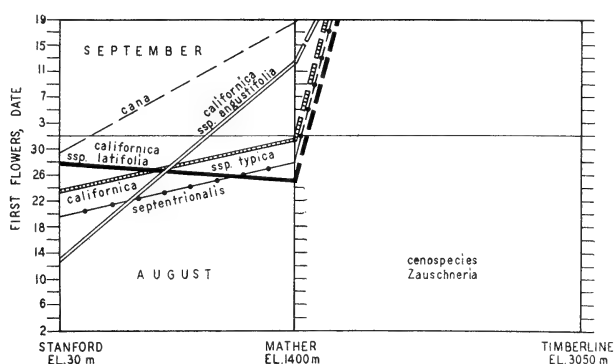 FIRST FLOWERS, DATE
19
15
11
7
3
30
26
22
18
14
10
6
2
SEPTEMBER
cana
californica
ssp. angustifolia
californica
ssp. latifolia
ssp. typica
californica
septentrionalis
AUGUST
cenospecies
Zauschneria
STANFORD
EL. 30 m
MATHER
EL. 1400 m
TIMBERLINE
EL. 3050 m